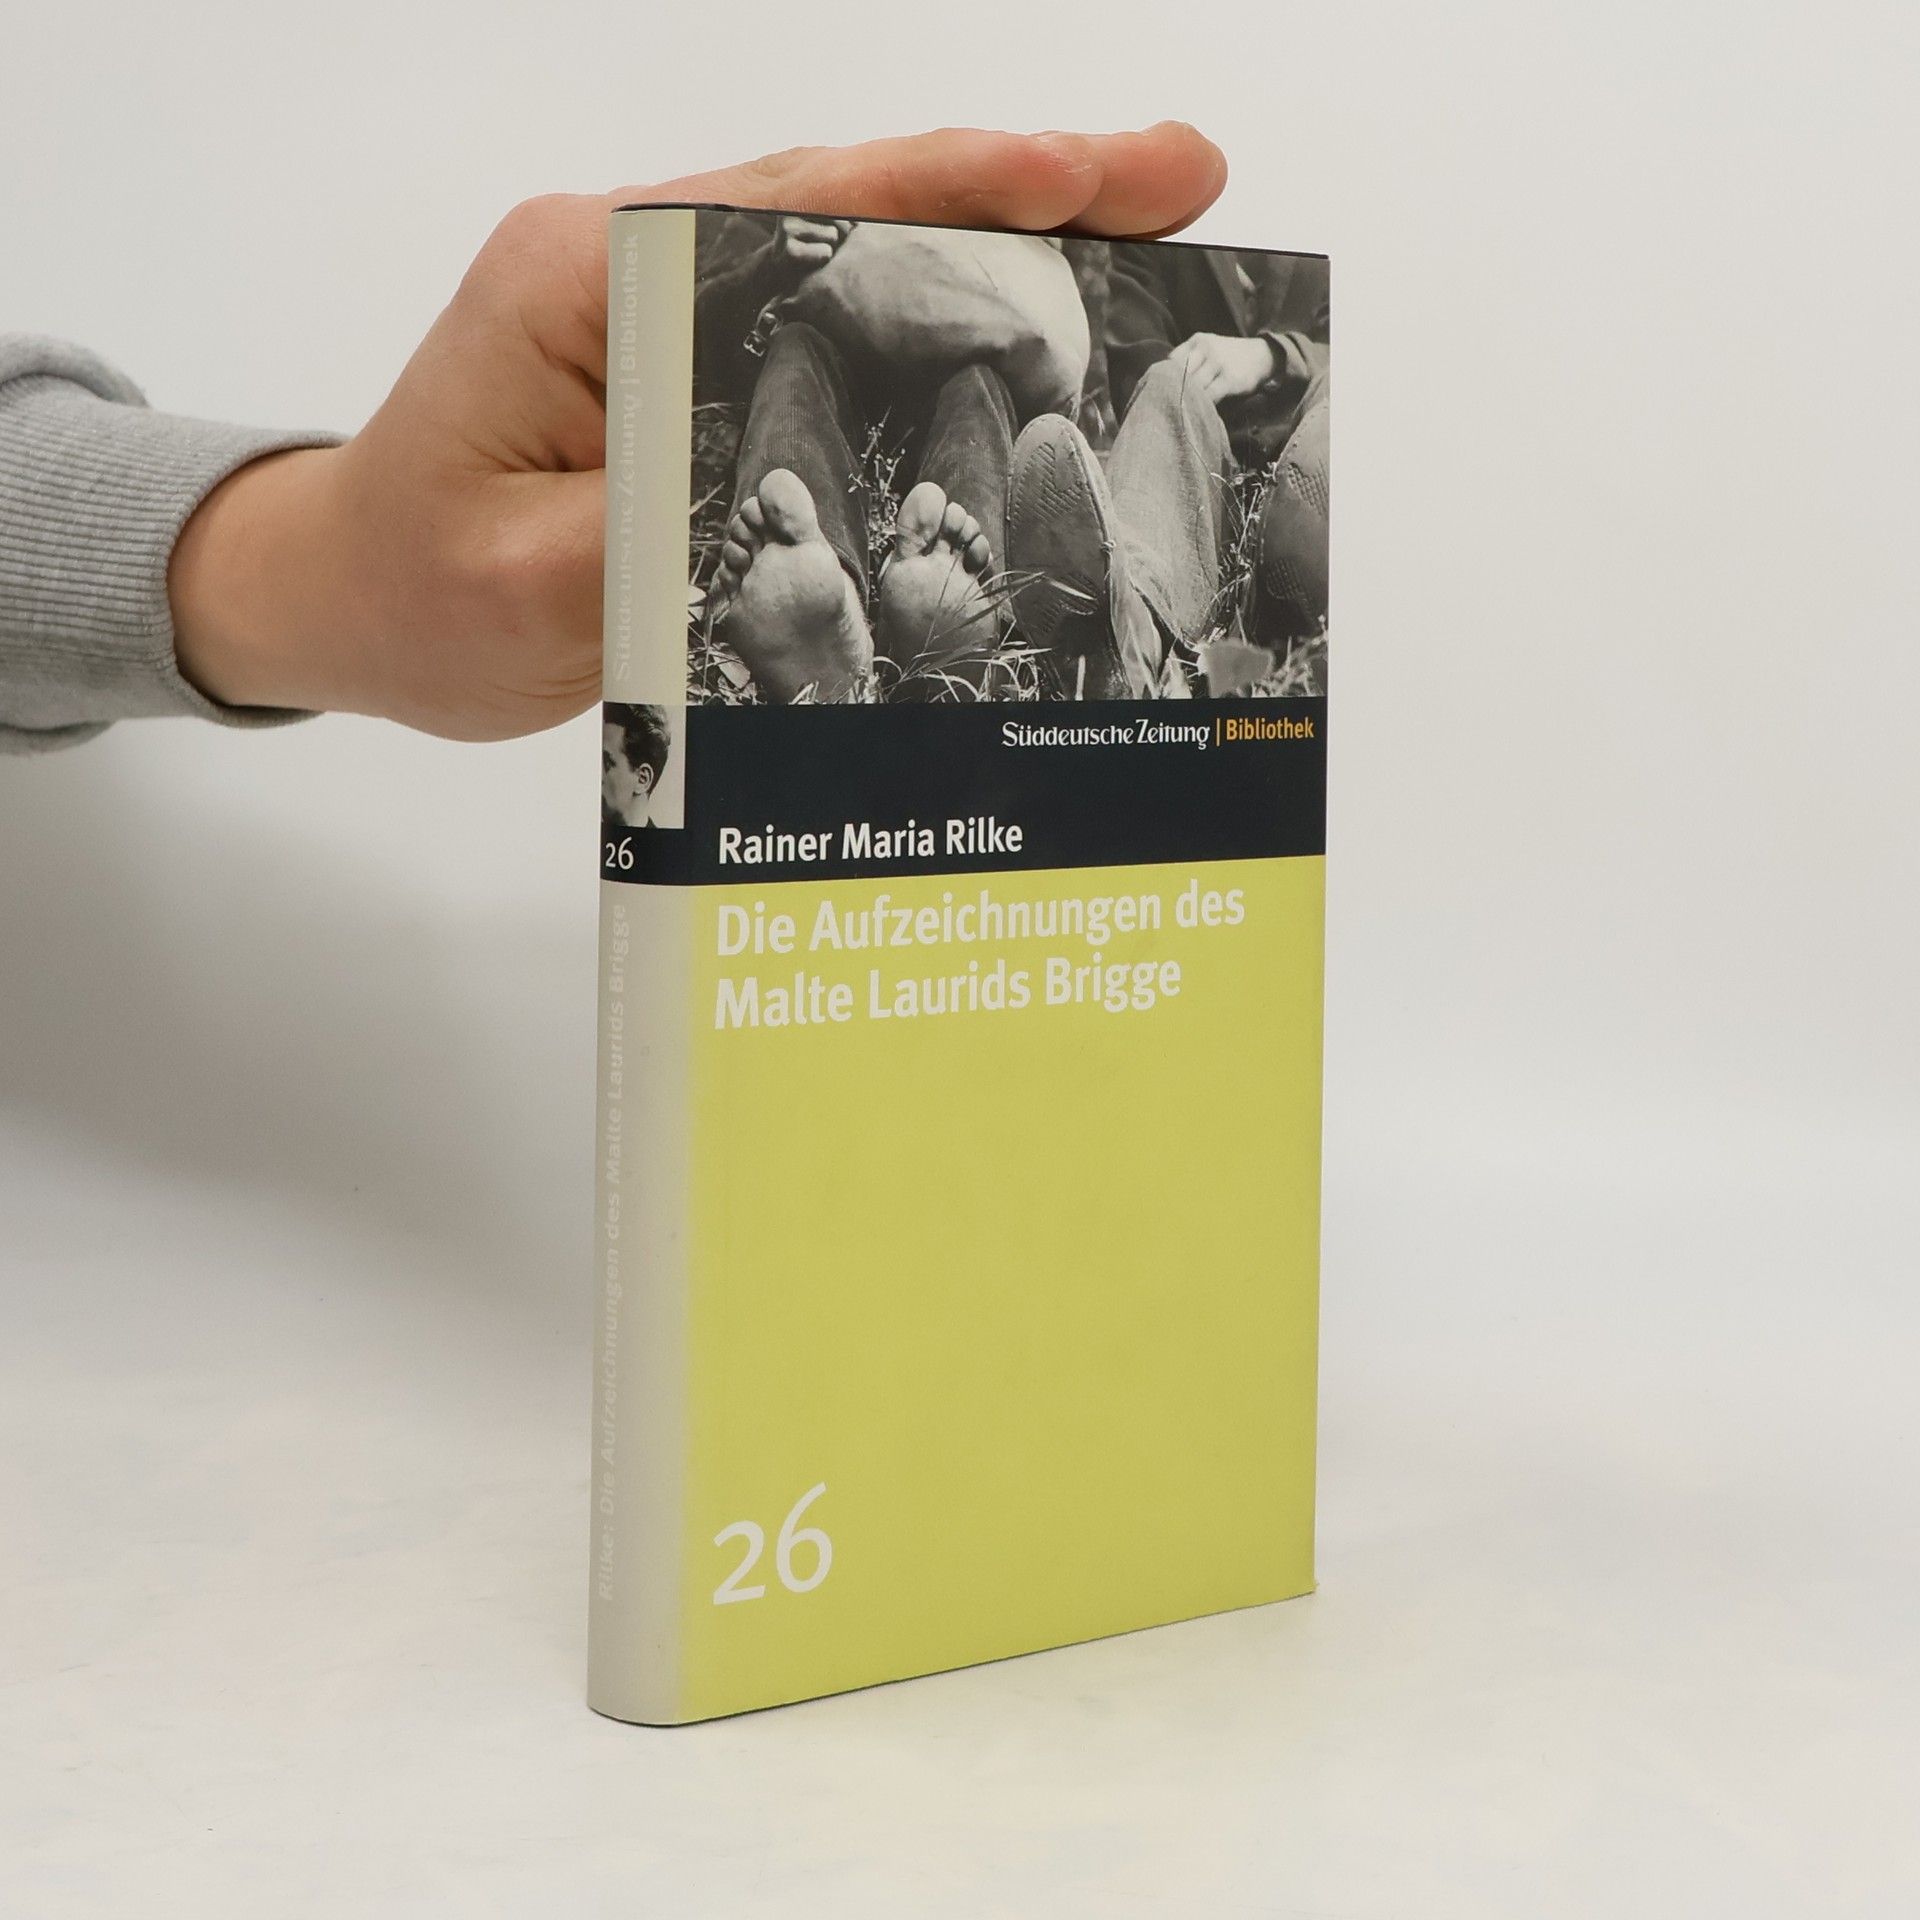 Süddeutsche Zeitung | Bibliothek
Süddeutsche Zeitung | Bibliothek
Rainer Maria Rilke
26
Die Aufzeichnungen des
Malte Laurids Brigge
Rilke: Die Aufzeichnungen des Malte Laurids Brigge
26